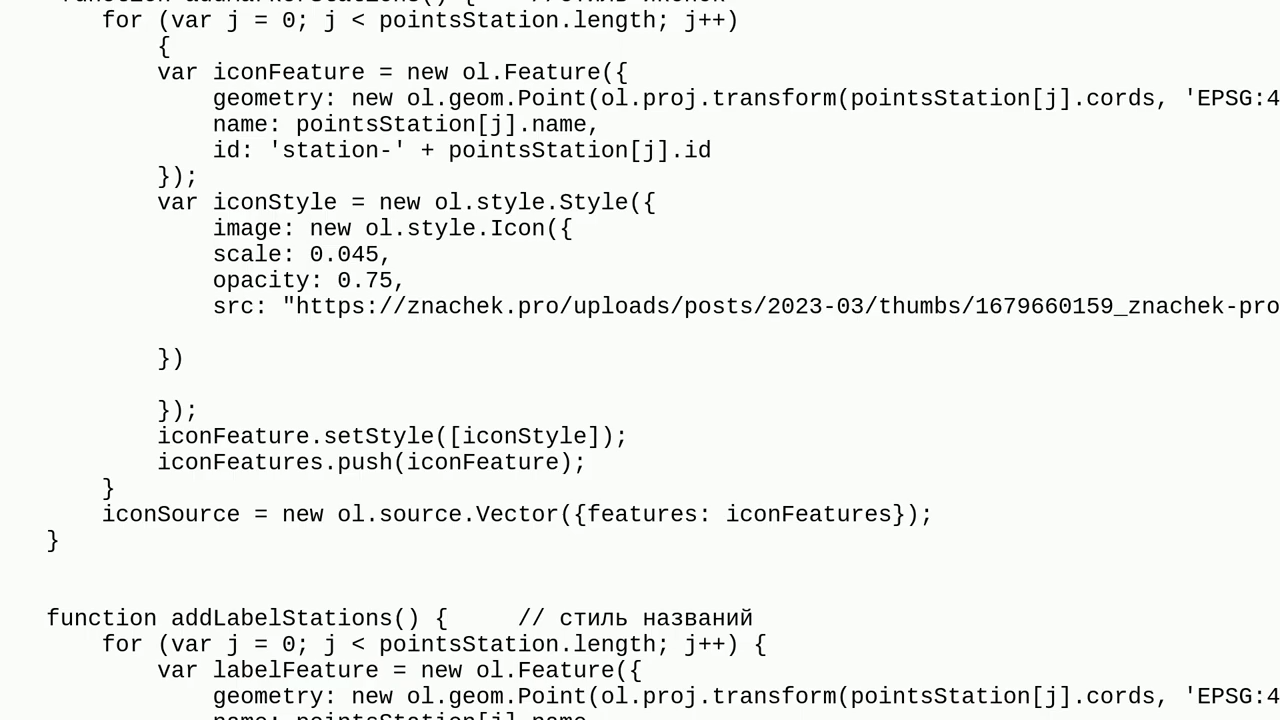 for (var j = 0; j < pointsStation.length; j++)
{
var iconFeature = new ol.Feature({
geometry: new ol.geom.Point(ol.proj.transform(pointsStation[j].cords, 'EPSG:4
name: pointsStation[j].name,
id: 'station-' + pointsStation[j].id
});
var iconStyle = new ol.style.Style({
image: new ol.style.Icon({
scale: 0.045,
opacity: 0.75,
src: "https://znachek.pro/uploads/posts/2023-03/thumbs/1679660159_znachek-pro
})
});
iconFeature.setStyle([iconStyle]);
iconFeatures.push(iconFeature);
}
iconSource = new ol.source.Vector({features: iconFeatures});
}
function addLabelStations() {     // стиль названий
for (var j = 0; j < pointsStation.length; j++) {
var labelFeature = new ol.Feature({
geometry: new ol.geom.Point(ol.proj.transform(pointsStation[j].cords, 'EPSG:4